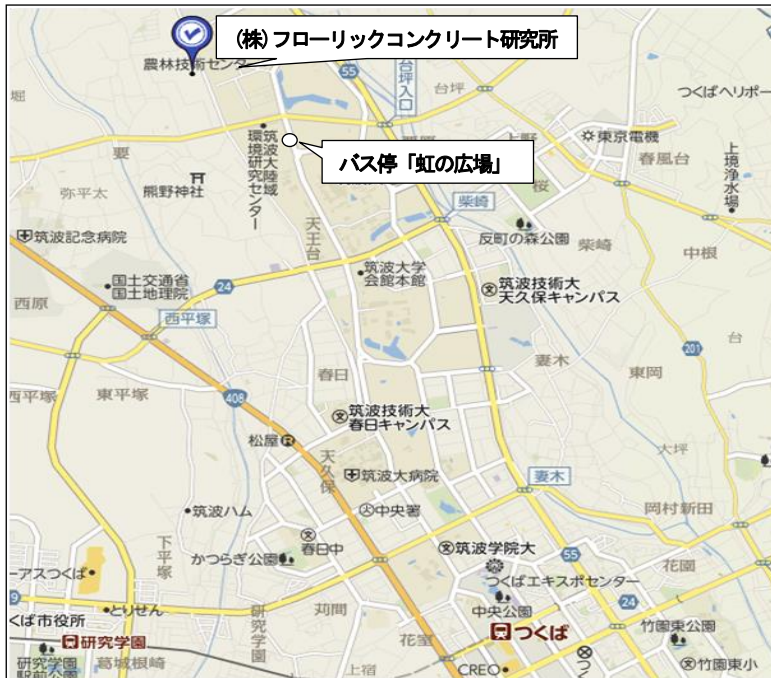 (株)フローリックコンクリート研究所
農林技術センター
55
台坪入口
台坪
つくばヘリポー
堀
筑波大陸域
環境研究センター
要
バス停「虹の広場」
上野
東京電機
春風台
上境浄水場
弥平太
熊野神社
桜
柴崎
反町の森公園
柴崎
中根
筑波記念病院
天王台
国土交通省
国土地理院
24
筑波大学
会館本館
筑波技術大
天久保キャンパス
西原
西平塚
台
妻木
201
東岡
西平塚
東平塚
春日
408
筑波技術大
春日キャンパス
松屋
天久保
大坪
筑波大病院
妻木
岡村新田
筑波ハム
中央署
下平塚
春日中
かつらぎ公園
筑波学院大
55
花園
ーアスつくば
つくばエキスポセンター
24
とりせん
苅間
中央公園
竹園東公園
くば市役所
研究学園
研究学園
花室
つくば
研究学園
駅前公園
葛城根崎
上宿
CREO
つく
竹園東小